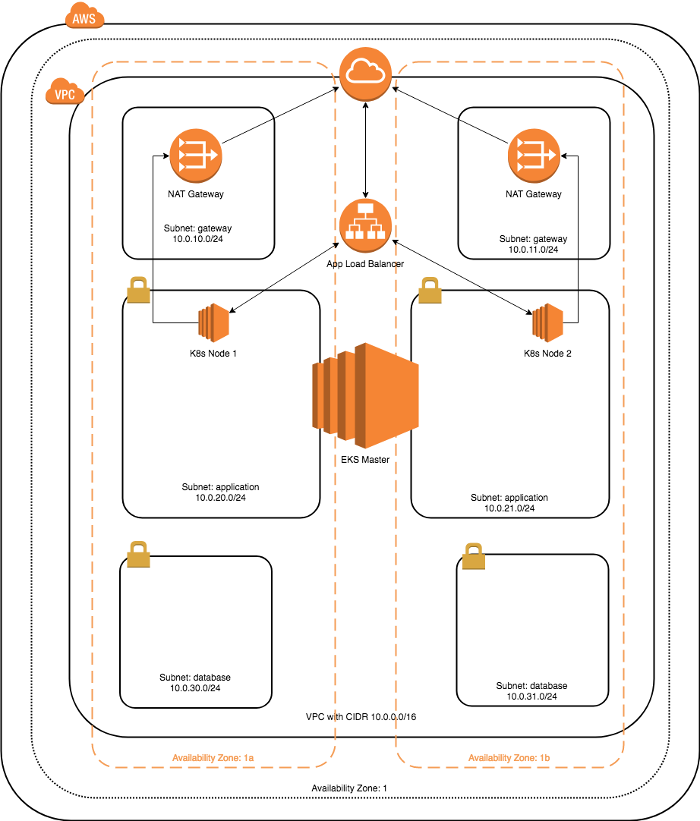 AWS
VPC
NAT Gateway
Subnet: gateway
10.0.10.0/24
NAT Gateway
Subnet: gateway
10.0.11.0/24
App Load Balancer
K8s Node 1
K8s Node 2
EKS Master
Subnet: application
10.0.20.0/24
Subnet: application
10.0.21.0/24
Subnet: database
10.0.30.0/24
Subnet: database
10.0.31.0/24
VPC with CIDR 10.0.0.0/16
Availability Zone: 1a
Availability Zone: 1b
Availability Zone: 1